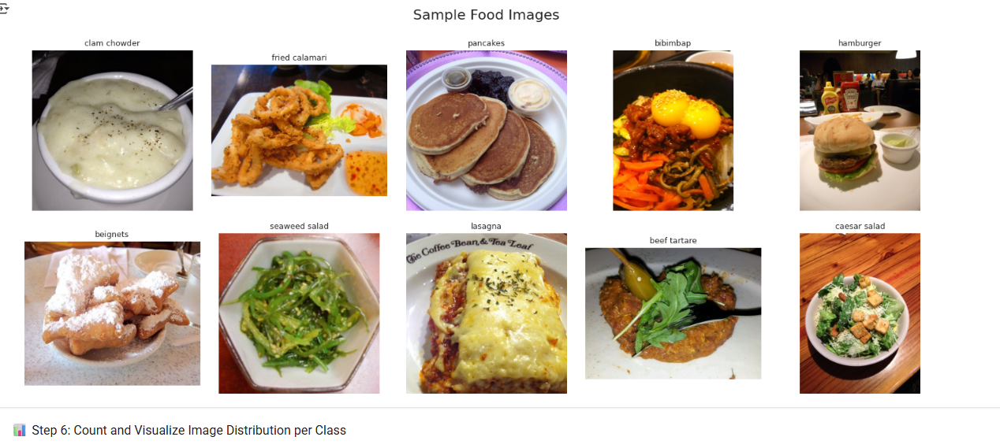 Sample Food Images
clam chowder
fried calamari
pancakes
bibimbap
hamburger
beignets
seaweed salad
lasagna
The Coffee Bean & Tea Leaf
beef tartare
caesar salad
Step 6: Count and Visualize Image Distribution per Class